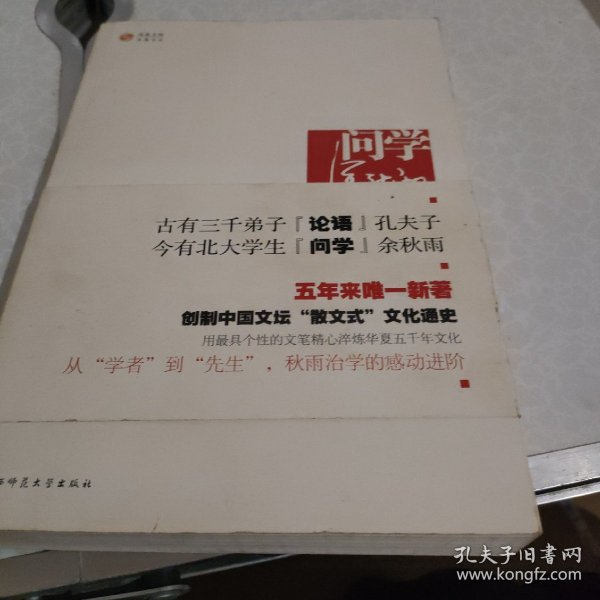 问学
古有三千弟子『论语』孔夫子
今有北大学生『问学』余秋雨
五年来唯一新著
创制中国文坛“散文式”文化通史
用最具个性的文笔精心淬炼华夏五千年文化
从“学者”到“先生”，秋雨治学的感动进阶
师范大学出版社
孔夫子旧书网
www.kongfz.com